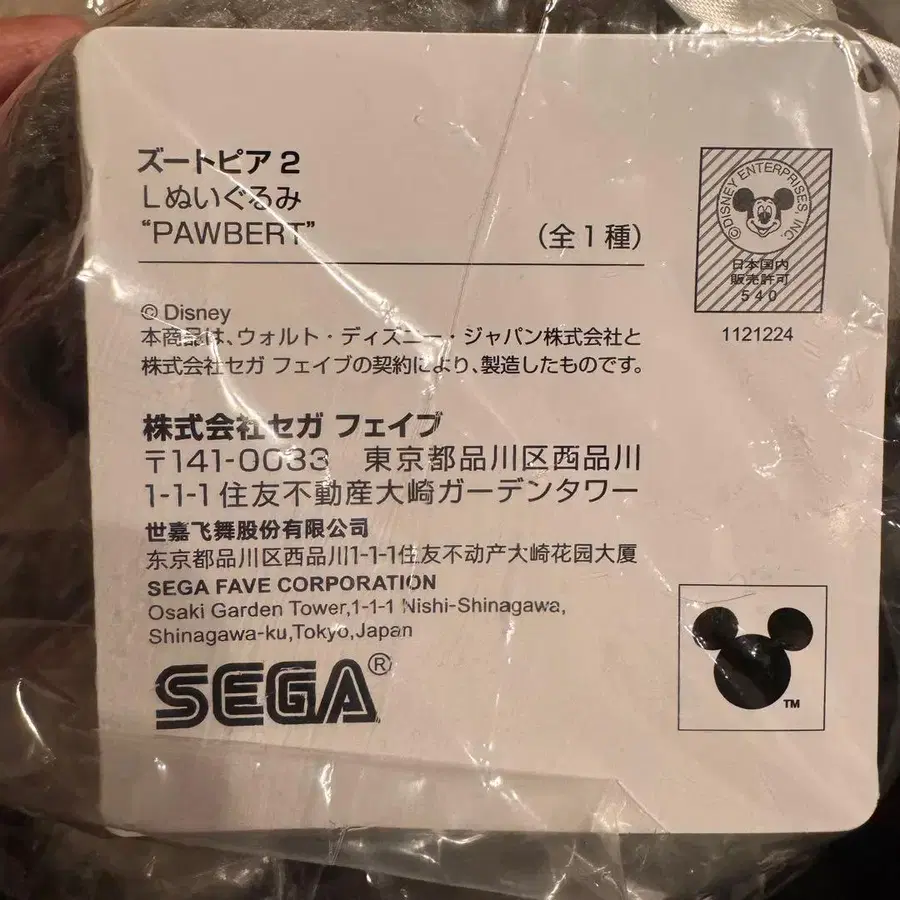 ズートピア2
Lぬいぐるみ
“PAWBERT”
(全1種)
©DISNEY ENTERPRISES, INC.
日本国内
販売許可
540
1121224
© Disney
本商品は、ウォルト・ディズニー・ジャパン株式会社と
株式会社セガ フェイブの契約により、製造したものです。
株式会社セガ フェイブ
〒141-0033 東京都品川区西品川
1-1-1住友不動産大崎ガーデンタワー
世嘉飞舞股份有限公司
东京都品川区西品川1-1-1住友不动产大崎花园大厦
SEGA FAVE CORPORATION
Osaki Garden Tower,1-1-1 Nishi-Shinagawa,
Shinagawa-ku,Tokyo,Japan
SEGA®
TM